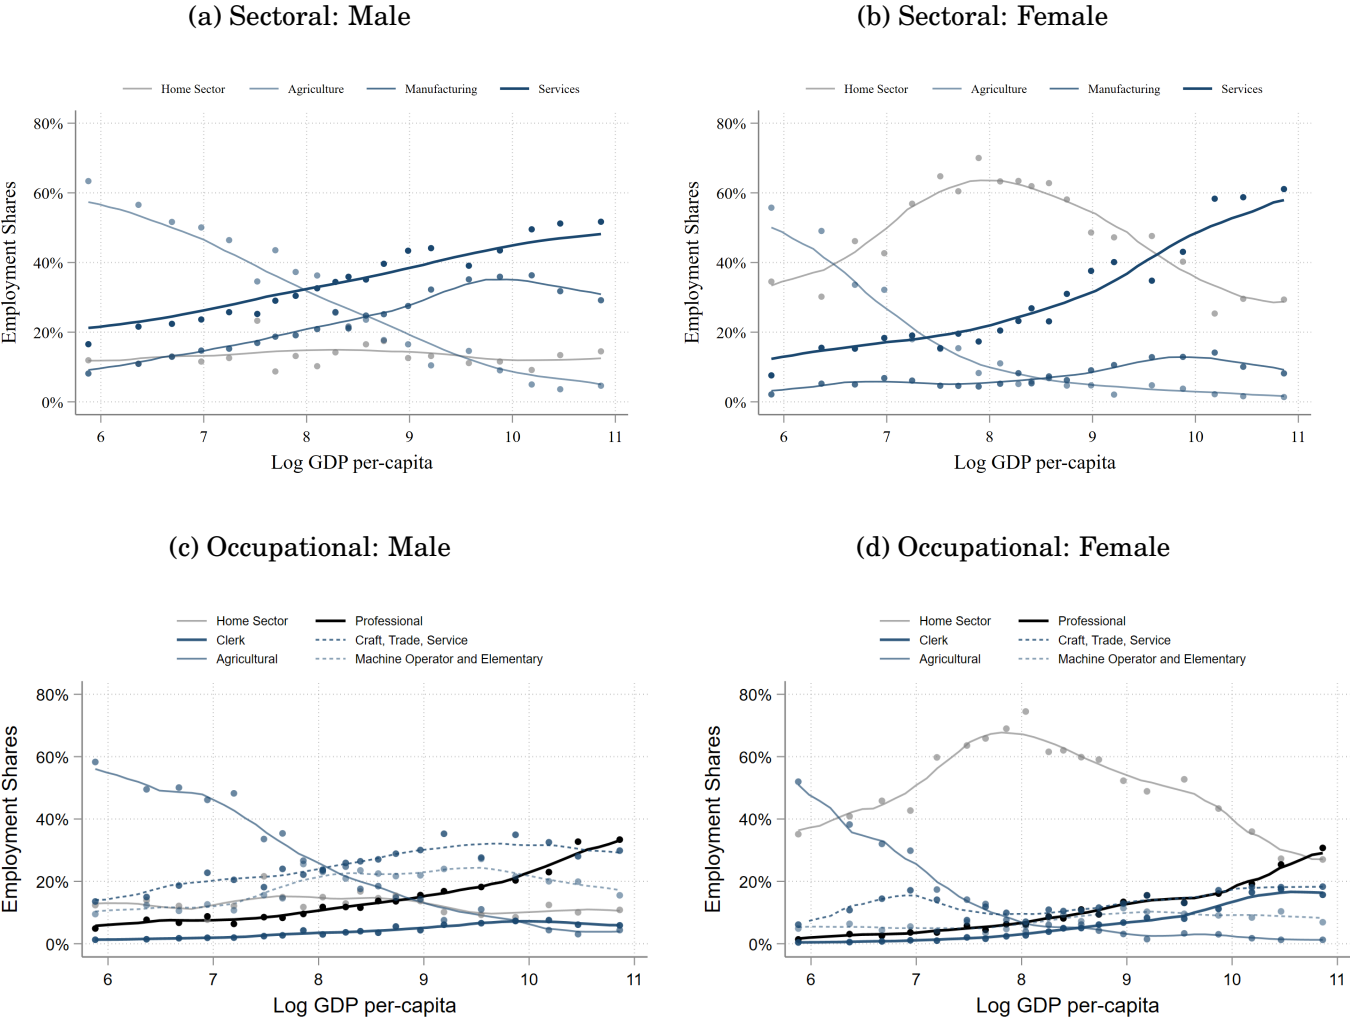 (a) Sectoral: Male
Home Sector Agriculture Manufacturing Services
Employment Shares
80%
60%
40%
20%
0%
6 7 8 9 10 11
Log GDP per-capita
(b) Sectoral: Female
Home Sector Agriculture Manufacturing Services
Employment Shares
80%
60%
40%
20%
0%
6 7 8 9 10 11
Log GDP per-capita
(c) Occupational: Male
Home Sector Professional
Clerk Craft, Trade, Service
Agricultural Machine Operator and Elementary
Employment Shares
80%
60%
40%
20%
0%
6 7 8 9 10 11
Log GDP per-capita
(d) Occupational: Female
Home Sector Professional
Clerk Craft, Trade, Service
Agricultural Machine Operator and Elementary
Employment Shares
80%
60%
40%
20%
0%
6 7 8 9 10 11
Log GDP per-capita